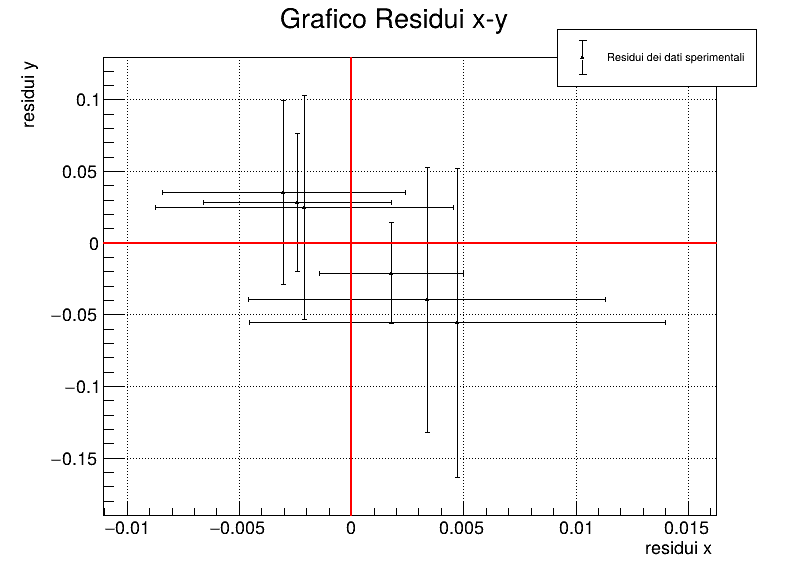 Grafico Residui x-y
residui y
Residui dei dati sperimentali
0.1
0.05
0
−0.05
−0.1
−0.15
−0.01 −0.005 0 0.005 0.01 0.015
residui x